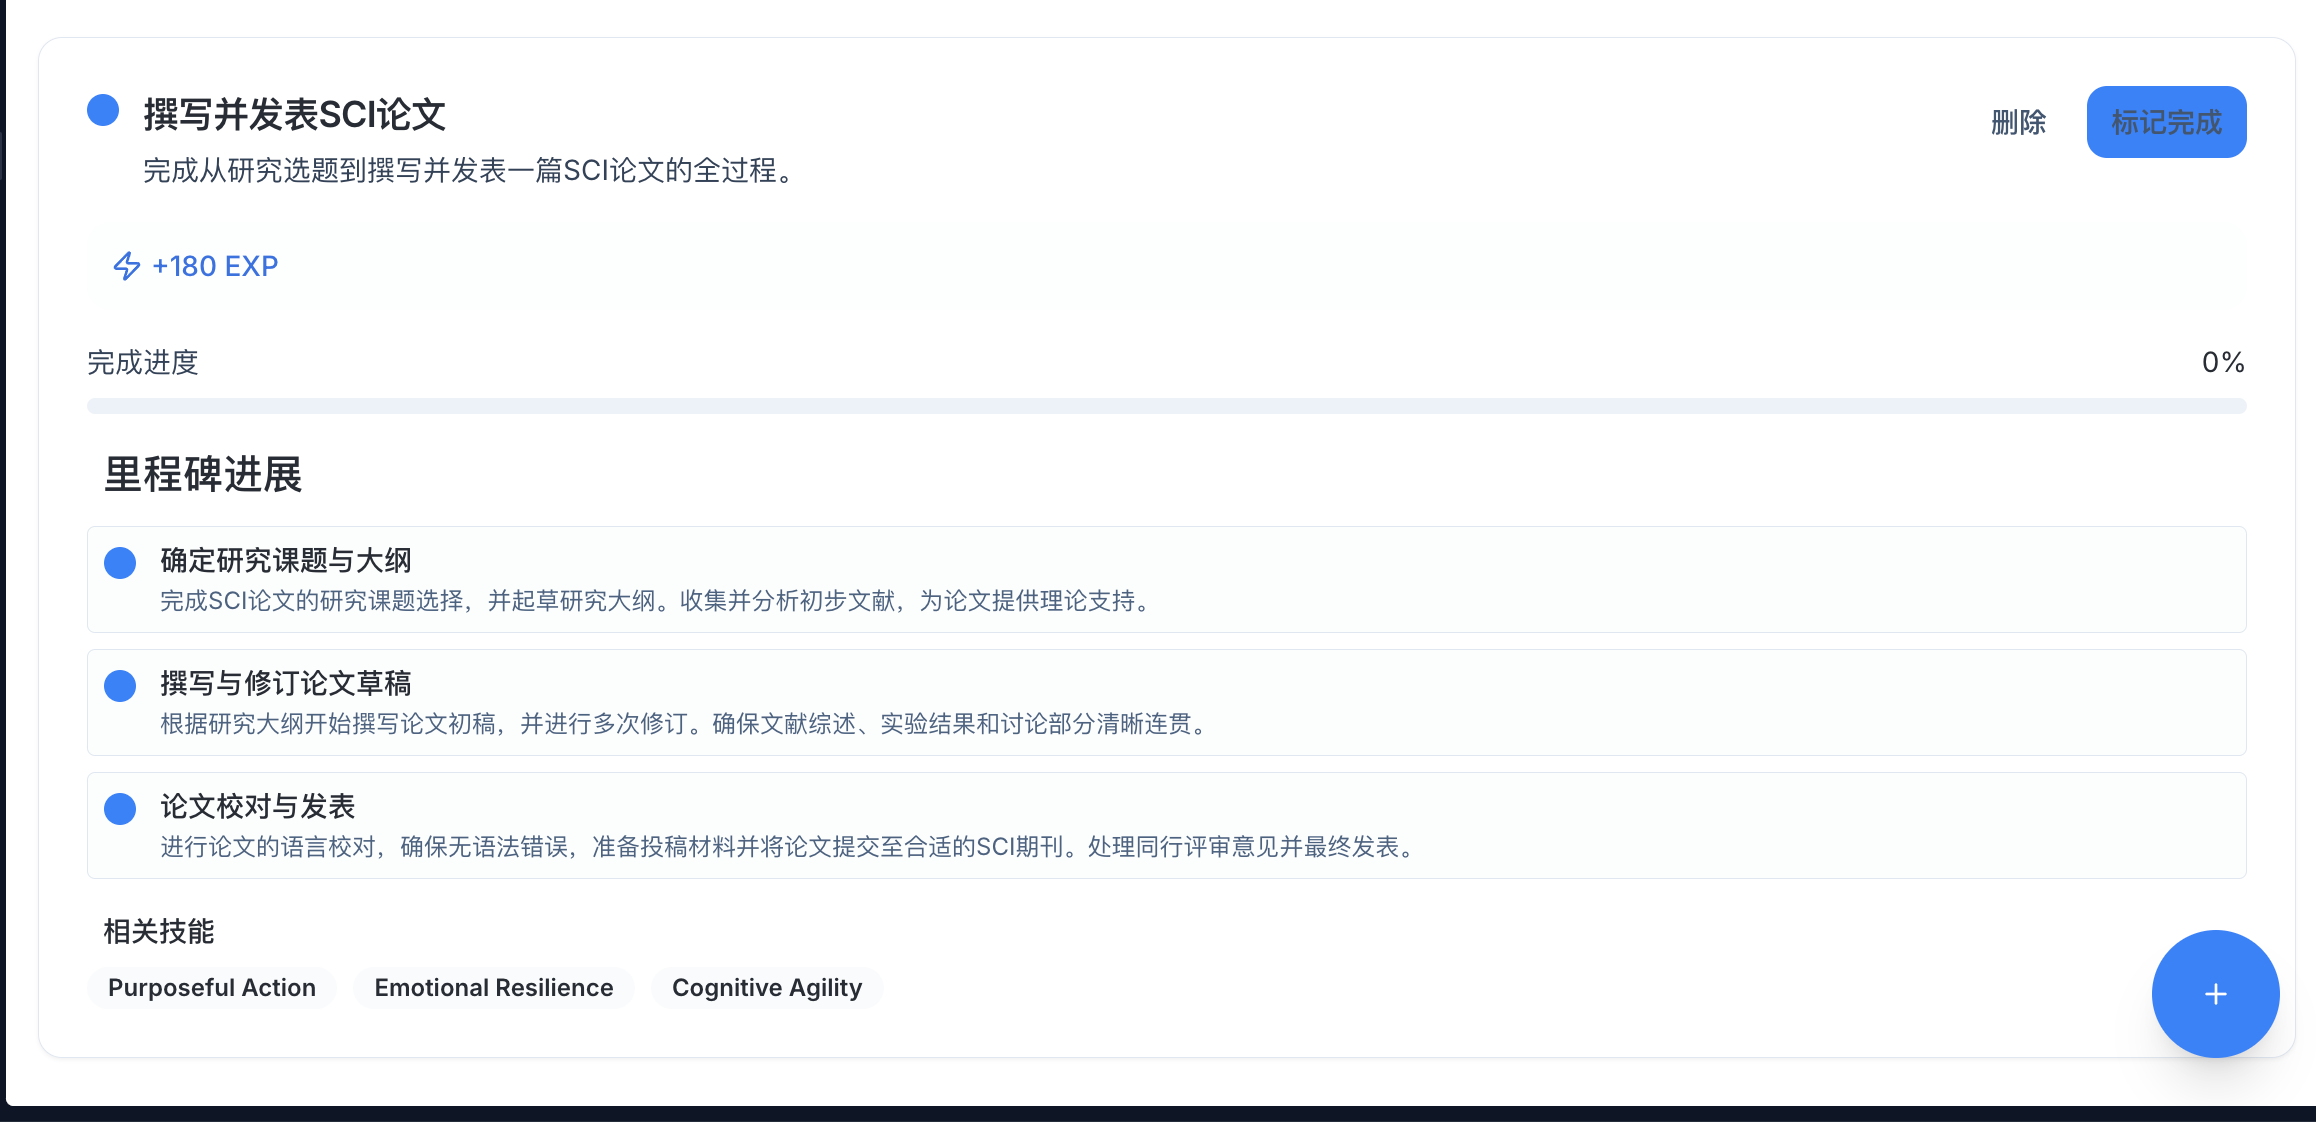 撰写并发表SCI论文
删除
标记完成
完成从研究选题到撰写并发表一篇SCI论文的全过程。
+180 EXP
完成进度
0%
里程碑进展
确定研究课题与大纲
完成SCI论文的研究课题选择，并起草研究大纲。收集并分析初步文献，为论文提供理论支持。
撰写与修订论文草稿
根据研究大纲开始撰写论文初稿，并进行多次修订。确保文献综述、实验结果和讨论部分清晰连贯。
论文校对与发表
进行论文的语言校对，确保无语法错误，准备投稿材料并将论文提交至合适的SCI期刊。处理同行评审意见并最终发表。
相关技能
Purposeful Action
Emotional Resilience
Cognitive Agility
+